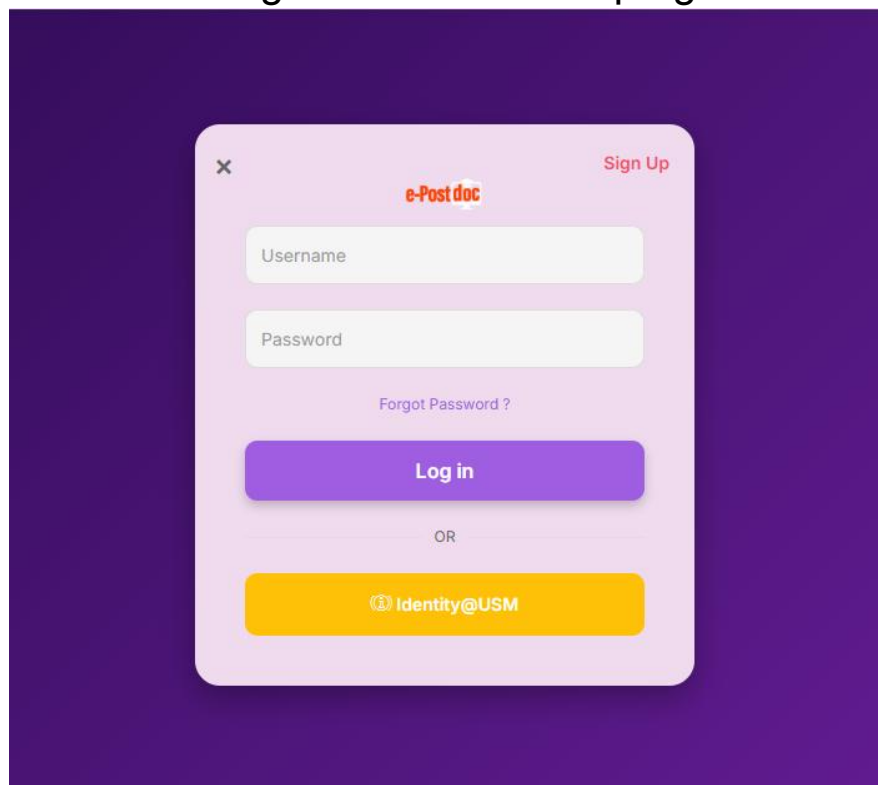 ×
Sign Up
e-Post doc
Username
Password
Forgot Password ?
Log in
OR
Identity@USM